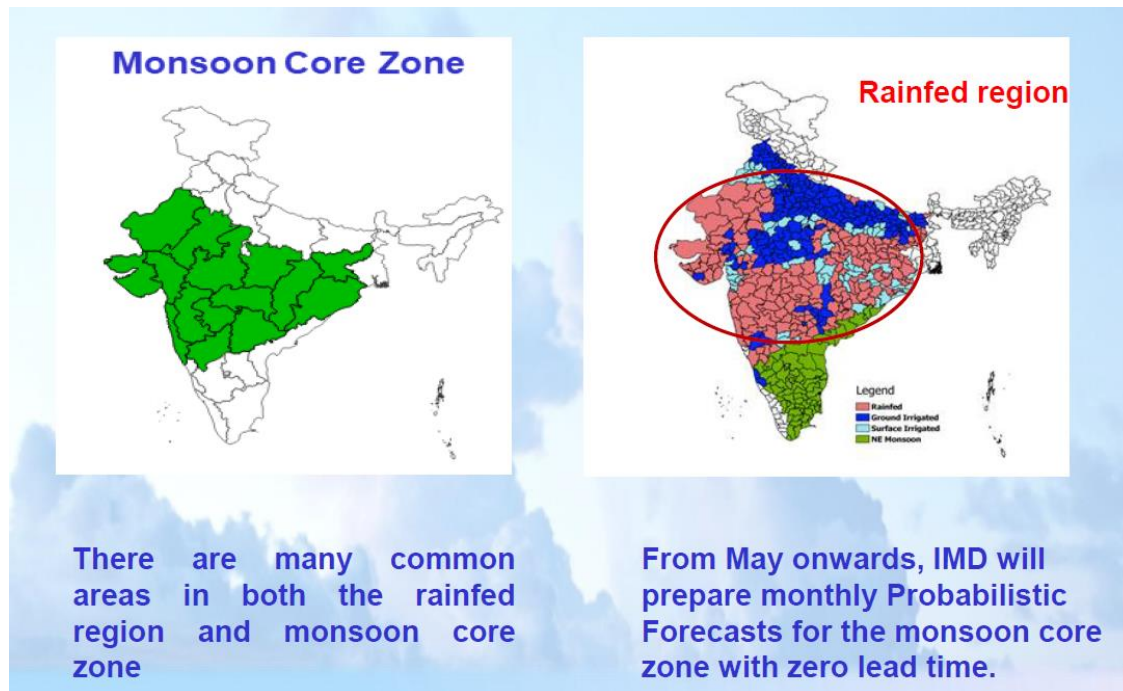 Monsoon Core Zone
Rainfed region
Legend
Rainfed
Ground Irrigated
Surface Irrigated
NE Monsoon
There are many common
areas in both the rainfed
region and monsoon core
zone
From May onwards, IMD will
prepare monthly Probabilistic
Forecasts for the monsoon core
zone with zero lead time.